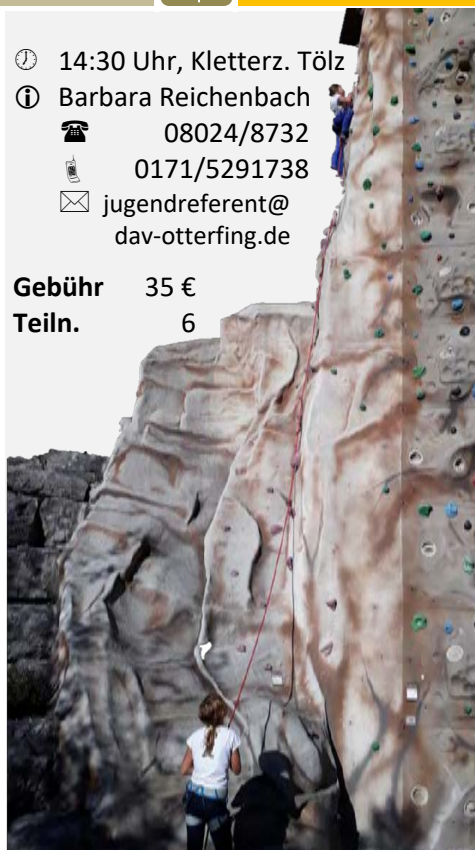 14:30 Uhr, Kletterz. Tölz
Barbara Reichenbach
08024/8732
0171/5291738
jugendreferent@
dav-otterfing.de
Gebühr 35 €
Teiln. 6